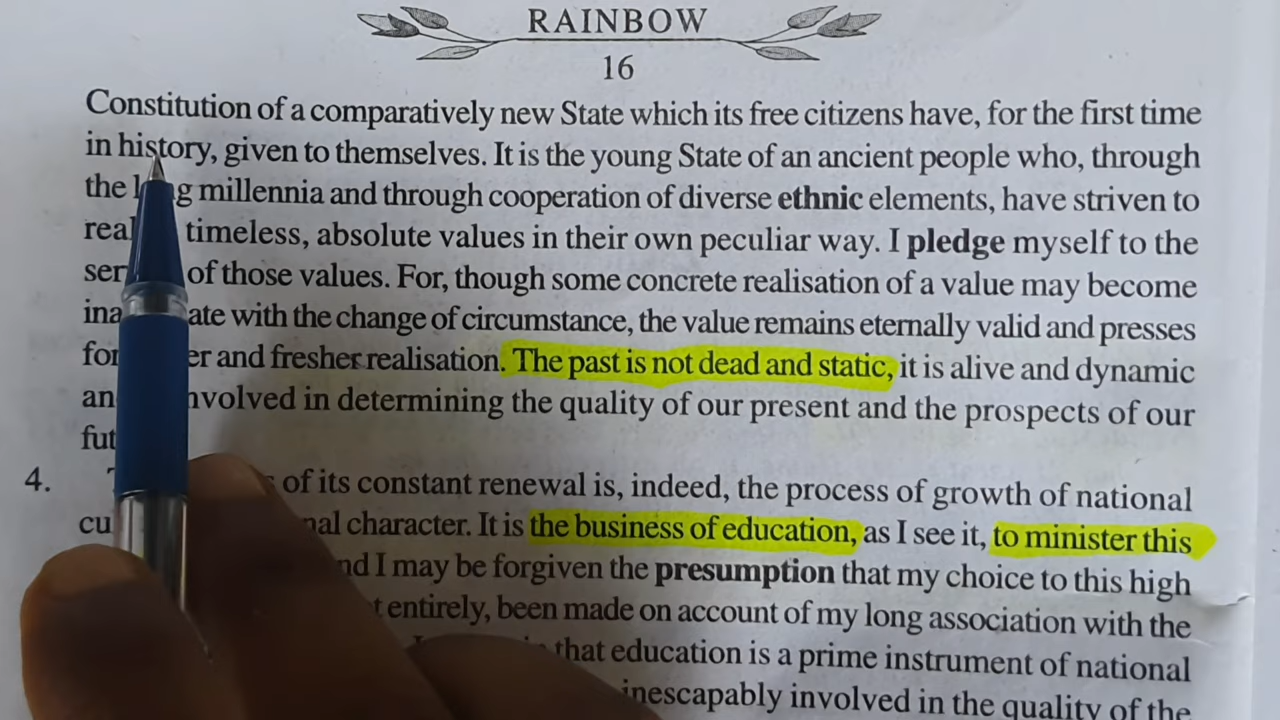 RAINBOW
16
Constitution of a comparatively new State which its free citizens have, for the first time
in history, given to themselves. It is the young State of an ancient people who, through
the millennia and through cooperation of diverse ethnic elements, have striven to
timeless, absolute values in their own peculiar way. I pledge myself to the
of those values. For, though some concrete realisation of a value may become
with the change of circumstance, the value remains eternally valid and presses
and fresher realisation. The past is not dead and static, it is alive and dynamic
involved in determining the quality of our present and the prospects of our
4. of its constant renewal is, indeed, the process of growth of national
character. It is the business of education, as I see it, to minister this
I may be forgiven the presumption that my choice to this high
entirely, been made on account of my long association with the
that education is a prime instrument of national
inescapably involved in the quality of the